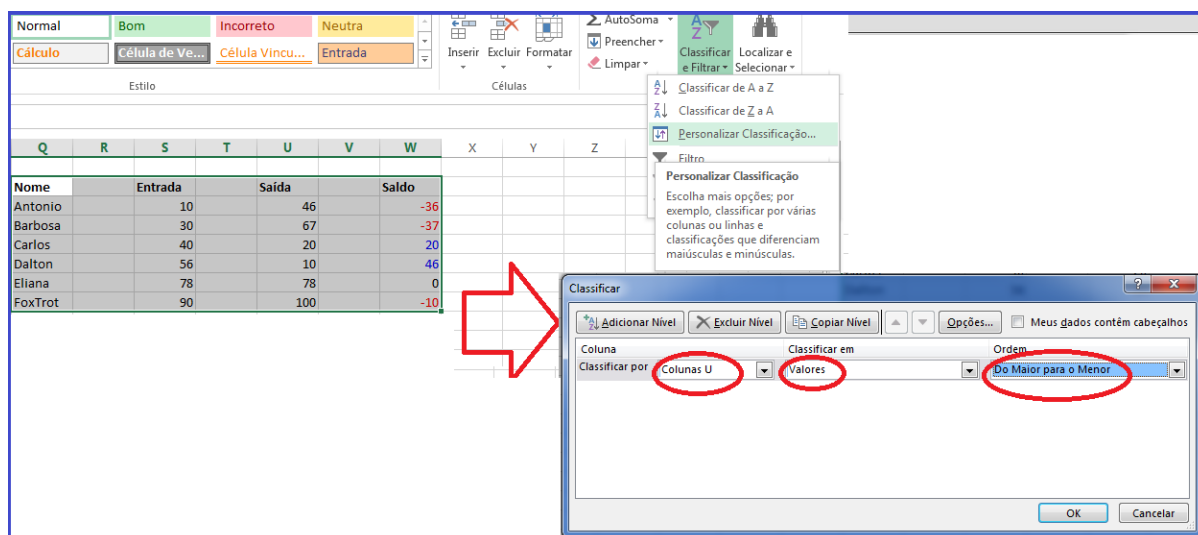 Normal Bom Incorreto Neutra
Cálculo Célula de Ve... Célula Vincu... Entrada
Estilo
Inserir Excluir Formatar
Células
AutoSoma
Preencher
Limpar
Classificar e Filtrar
Localizar e Selecionar
Classificar de A a Z
Classificar de Z a A
Personalizar Classificação...
Filtro
Personalizar Classificação
Escolha mais opções; por
exemplo, classificar por várias
colunas ou linhas e
classificações que diferenciam
maiúsculas e minúsculas.
Q R S T U V W X Y Z
Nome Entrada Saída Saldo
Antonio 10 46 -36
Barbosa 30 67 -37
Carlos 40 20 20
Dalton 56 10 46
Eliana 78 78 0
FoxTrot 90 100 -10
Classificar
Adicionar Nível Excluir Nível Copiar Nível Opções... Meus dados contêm cabeçalhos
Coluna Classificar em Ordem
Classificar por Colunas U Valores Do Maior para o Menor
OK Cancelar